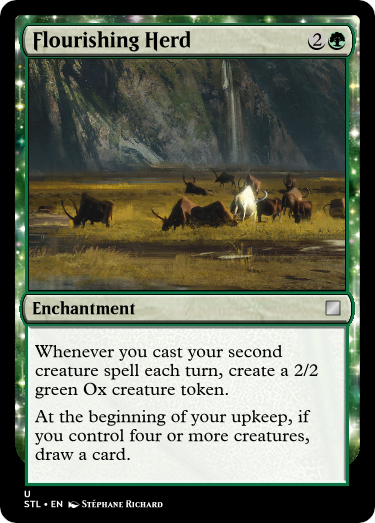 Flourishing Herd 2
Enchantment
Whenever you cast your second
creature spell each turn, create a 2/2
green Ox creature token.
At the beginning of your upkeep, if
you control four or more creatures,
draw a card.
U
STL • EN Stéphane Richard